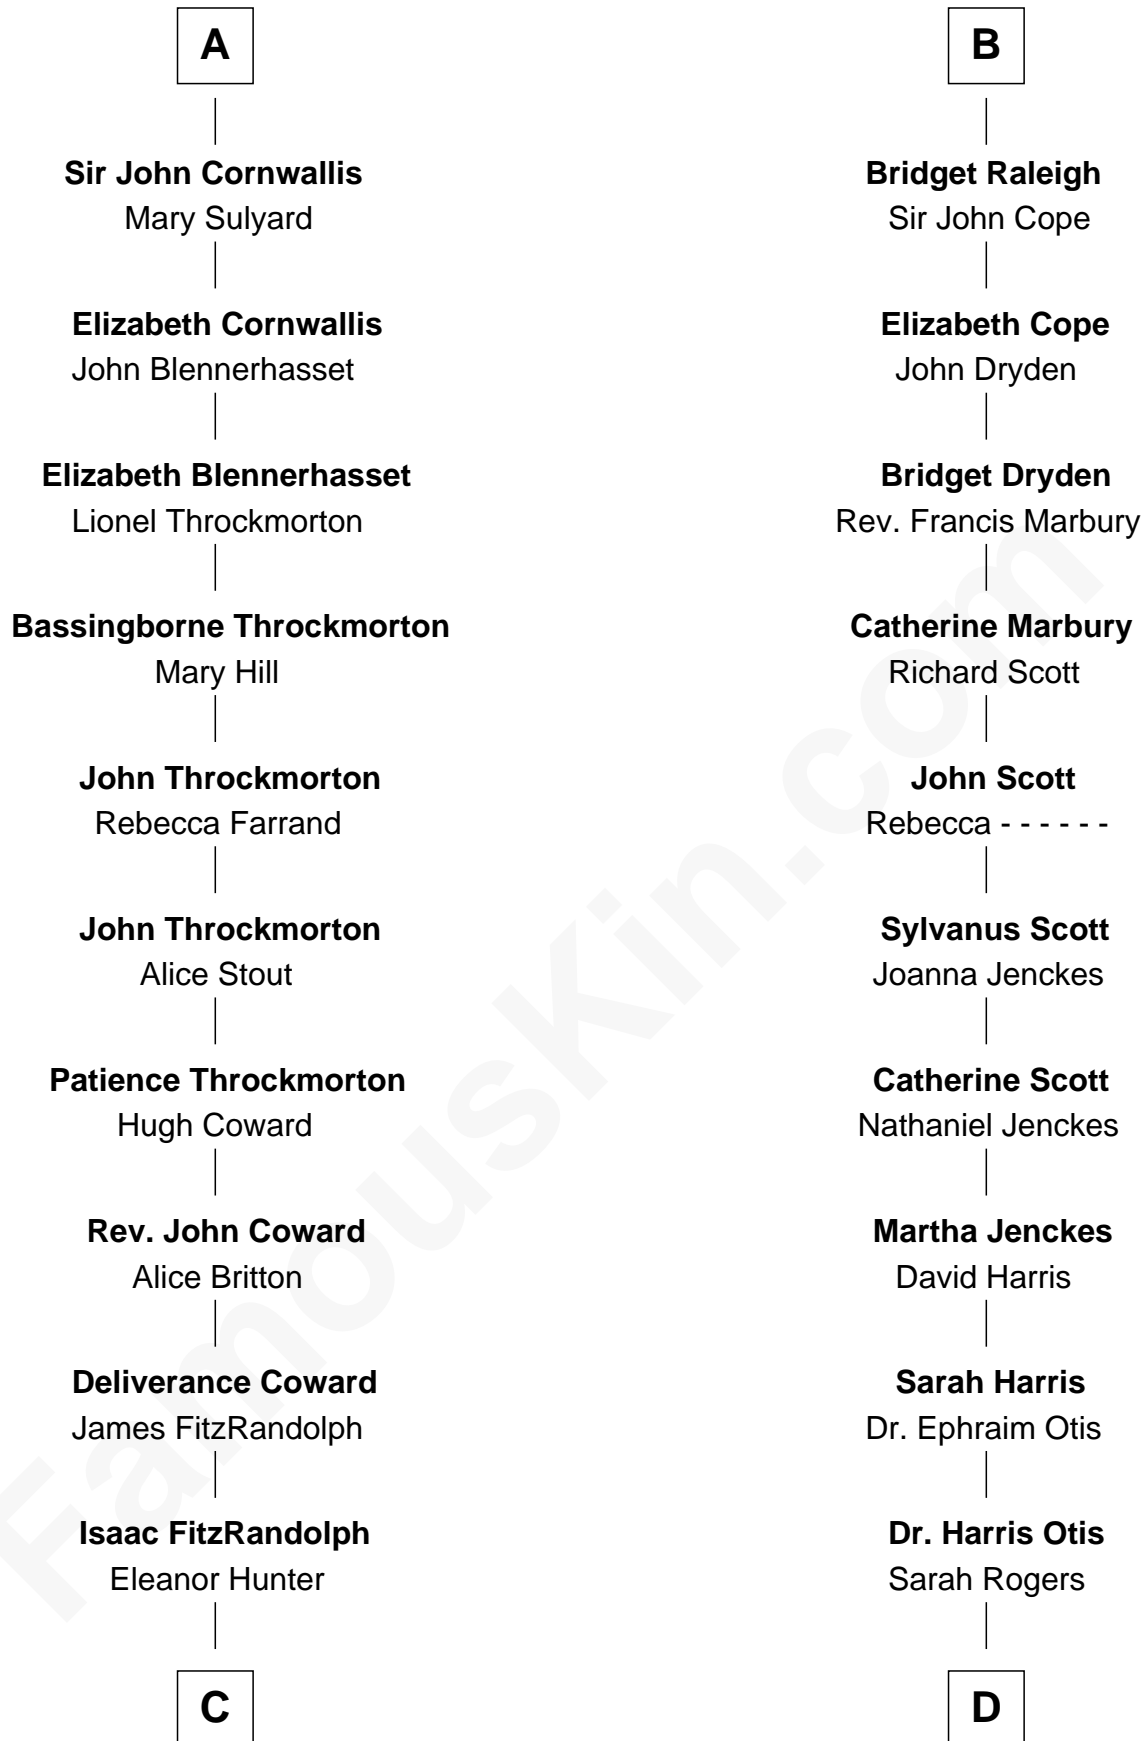 A
Sir John Cornwallis
Mary Sulyard
Elizabeth Cornwallis
John Blennerhasset
Elizabeth Blennerhasset
Lionel Throckmorton
Bassingborne Throckmorton
Mary Hill
John Throckmorton
Rebecca Farrand
John Throckmorton
Alice Stout
Patience Throckmorton
Hugh Coward
Rev. John Coward
Alice Britton
Deliverance Coward
James FitzRandolph
Isaac FitzRandolph
Eleanor Hunter
C
B
Bridget Raleigh
Sir John Cope
Elizabeth Cope
John Dryden
Bridget Dryden
Rev. Francis Marbury
Catherine Marbury
Richard Scott
John Scott
Rebecca - - - - - -
Sylvanus Scott
Joanna Jenckes
Catherine Scott
Nathaniel Jenckes
Martha Jenckes
David Harris
Sarah Harris
Dr. Ephraim Otis
Dr. Harris Otis
Sarah Rogers
D
FamousKin.com